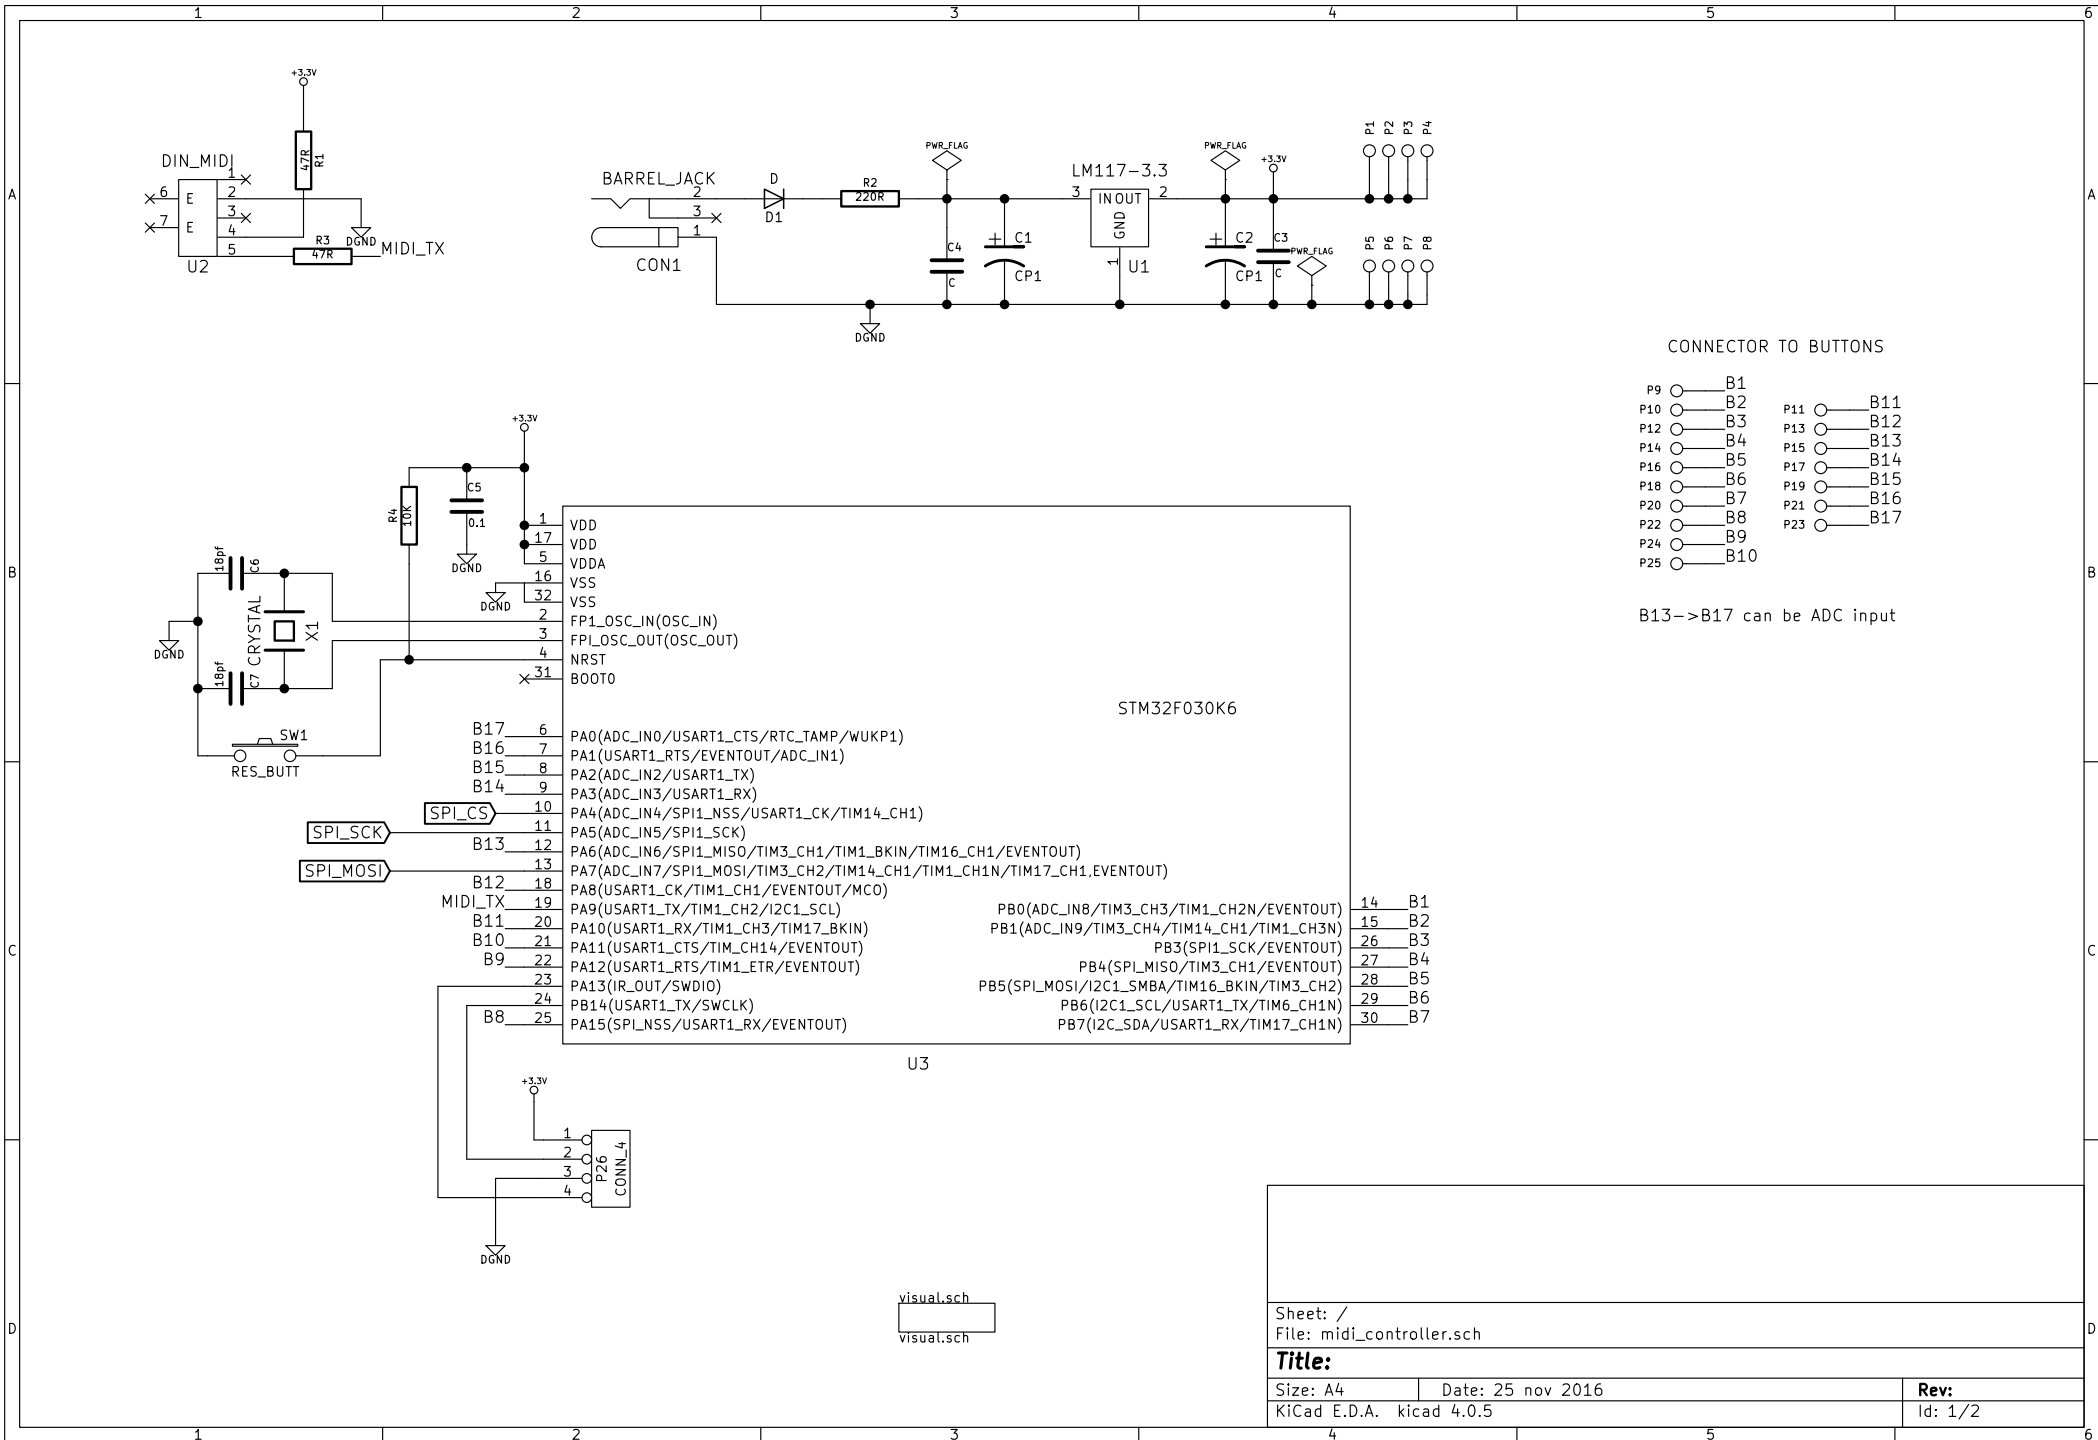 1 2 3 4 5 6
A
B
C
D
+3.3V
47R
R1
DIN_MIDI
1
6 E 2
3
7 E 4
5
U2
DGND
R3
47R
MIDI_TX
BARREL_JACK
2
3
1
CON1
D
D1
R2
220R
PWR_FLAG
C4
C
C1
CP1
LM117-3.3
3 IN OUT 2
GND
1
U1
PWR_FLAG
+3.3V
C2
CP1
C3
C
PWR_FLAG
DGND
P1 P2 P3 P4
P5 P6 P7 P8
CONNECTOR TO BUTTONS
P9 B1
P10 B2
P12 B3
P14 B4
P16 B5
P18 B6
P20 B7
P22 B8
P24 B9
P25 B10
P11 B11
P13 B12
P15 B13
P17 B14
P19 B15
P21 B16
P23 B17
B13->B17 can be ADC input
+3.3V
R4
10K
C5
0.1
DGND
DGND
18pf
C6
CRYSTAL
X1
DGND
18pf
C7
SW1
RES_BUTT
1 VDD
17 VDD
5 VDDA
16 VSS
32 VSS
2 FP1_OSC_IN(OSC_IN)
3 FPI_OSC_OUT(OSC_OUT)
4 NRST
31 BOOT0
STM32F030K6
B17 6 PA0(ADC_IN0/USART1_CTS/RTC_TAMP/WUKP1)
B16 7 PA1(USART1_RTS/EVENTOUT/ADC_IN1)
B15 8 PA2(ADC_IN2/USART1_TX)
B14 9 PA3(ADC_IN3/USART1_RX)
SPI_CS 10 PA4(ADC_IN4/SPI1_NSS/USART1_CK/TIM14_CH1)
SPI_SCK 11 PA5(ADC_IN5/SPI1_SCK)
B13 12 PA6(ADC_IN6/SPI1_MISO/TIM3_CH1/TIM1_BKIN/TIM16_CH1/EVENTOUT)
SPI_MOSI 13 PA7(ADC_IN7/SPI1_MOSI/TIM3_CH2/TIM14_CH1/TIM1_CH1N/TIM17_CH1,EVENTOUT)
B12 18 PA8(USART1_CK/TIM1_CH1/EVENTOUT/MCO)
MIDI_TX 19 PA9(USART1_TX/TIM1_CH2/I2C1_SCL)
B11 20 PA10(USART1_RX/TIM1_CH3/TIM17_BKIN)
B10 21 PA11(USART1_CTS/TIM_CH14/EVENTOUT)
B9 22 PA12(USART1_RTS/TIM1_ETR/EVENTOUT)
23 PA13(IR_OUT/SWDIO)
24 PB14(USART1_TX/SWCLK)
B8 25 PA15(SPI_NSS/USART1_RX/EVENTOUT)
PB0(ADC_IN8/TIM3_CH3/TIM1_CH2N/EVENTOUT) 14 B1
PB1(ADC_IN9/TIM3_CH4/TIM14_CH1/TIM1_CH3N) 15 B2
PB3(SPI1_SCK/EVENTOUT) 26 B3
PB4(SPI_MISO/TIM3_CH1/EVENTOUT) 27 B4
PB5(SPI_MOSI/I2C1_SMBA/TIM16_BKIN/TIM3_CH2) 28 B5
PB6(I2C1_SCL/USART1_TX/TIM6_CH1N) 29 B6
PB7(I2C_SDA/USART1_RX/TIM17_CH1N) 30 B7
U3
+3.3V
1
2
3
4
P26
CONN_4
DGND
visual.sch
visual.sch
Sheet: /
File: midi_controller.sch
Title:
Size: A4 Date: 25 nov 2016 Rev:
KiCad E.D.A. kicad 4.0.5 Id: 1/2
A
B
C
D
1 2 3 4 5 6